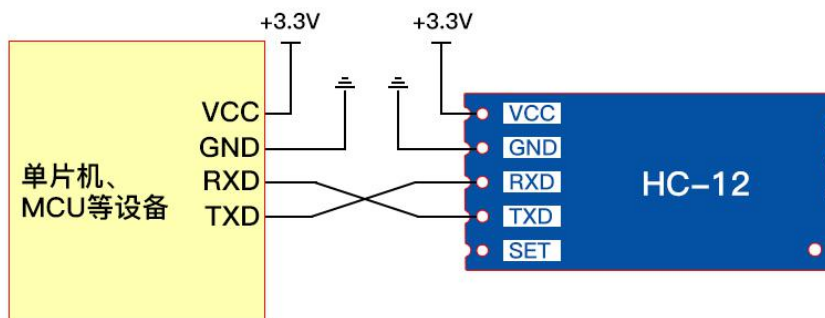 +3.3V
+3.3V
VCC
GND
RXD
TXD
单片机、
MCU等设备
VCC
GND
RXD
TXD
SET
HC-12